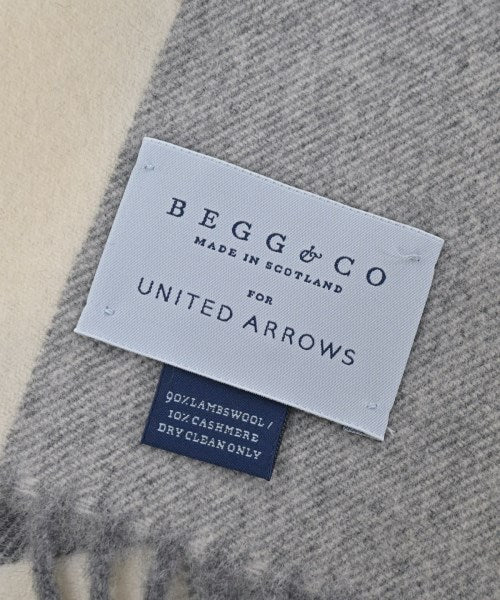 BEGG & CO
MADE IN SCOTLAND
FOR
UNITED ARROWS
90%LAMBSWOOL/
10%CASHMERE
DRY CLEAN ONLY